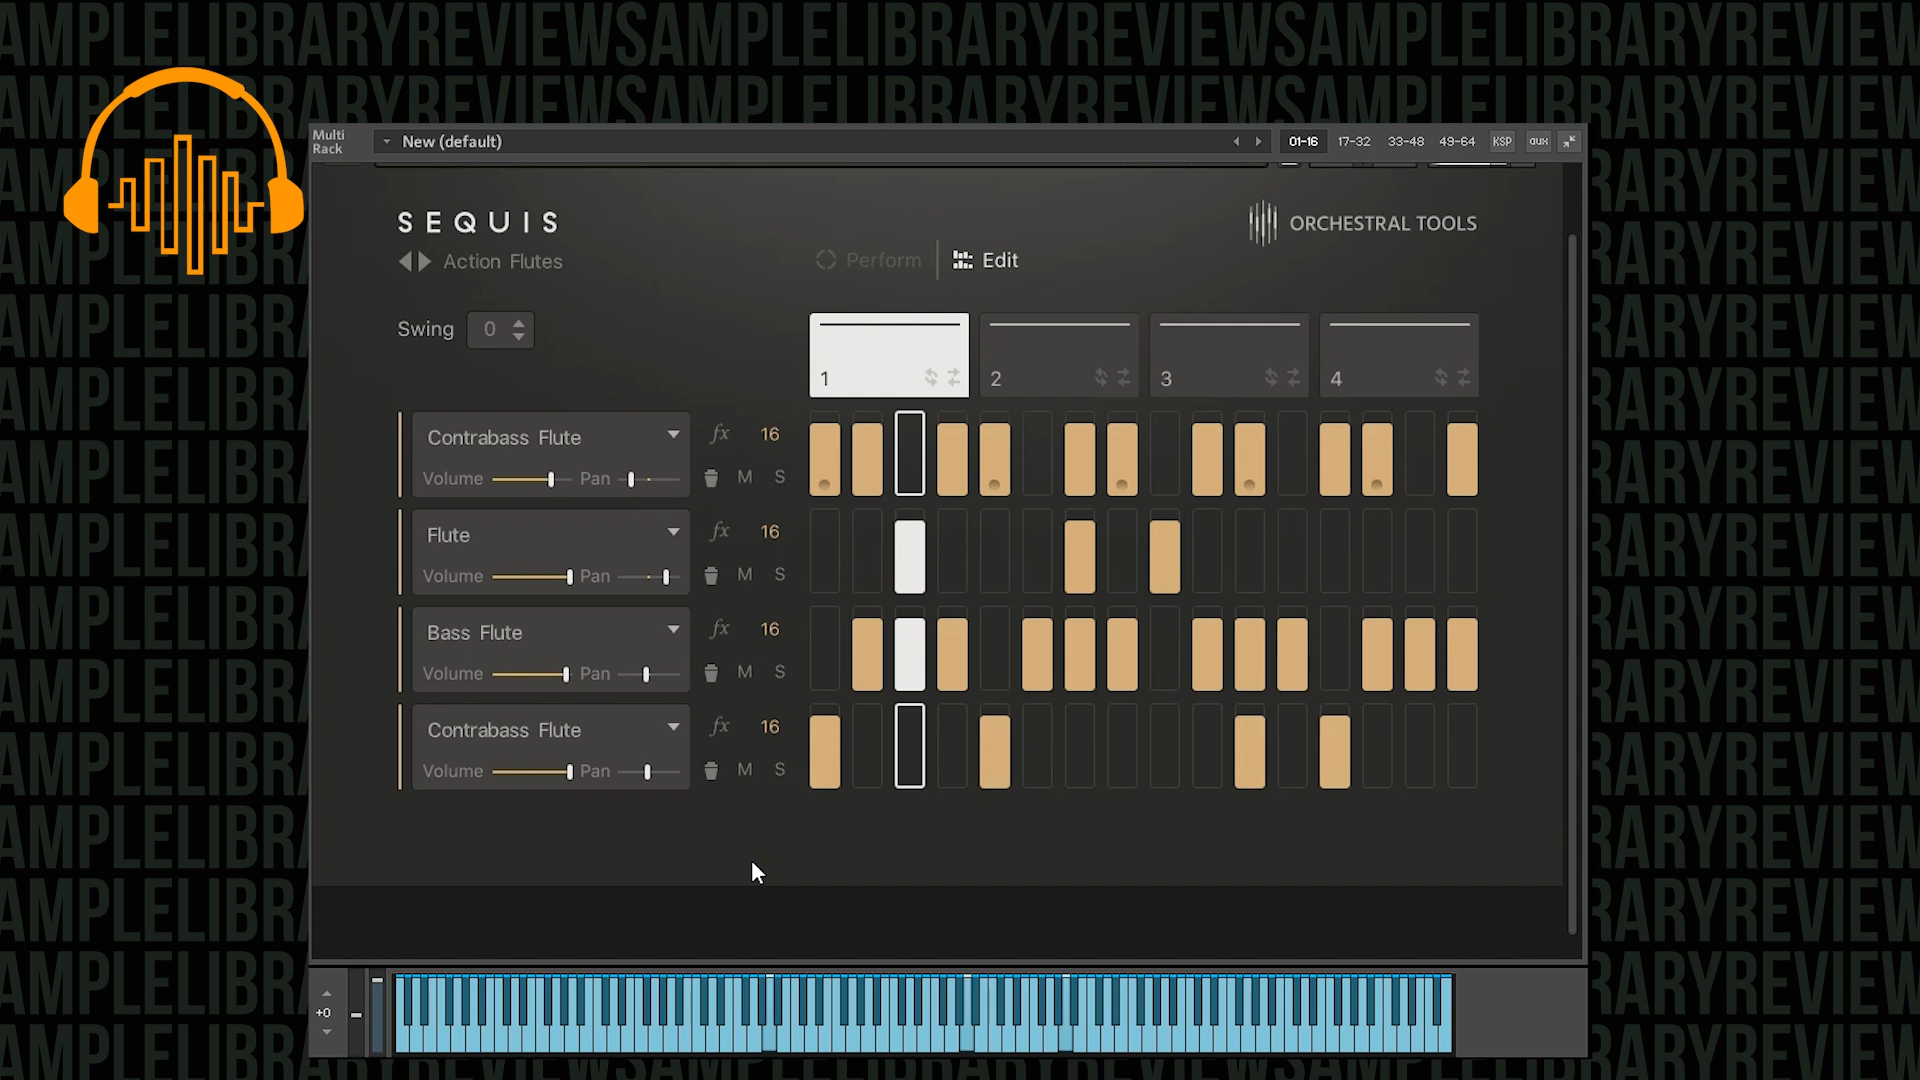 AMPLELIBRARYREVIEWSAMPLELIBRARYREVIEWSAMPLELIBRARYREVIEW
Multi
Rack
New (default)
01-16 17-32 33-48 49-64 KSP aux
SEQUIS
ORCHESTRAL TOOLS
Action Flutes
Perform Edit
Swing 0
1 2 3 4
Contrabass Flute fx 16
Volume Pan M S
Flute fx 16
Volume Pan M S
Bass Flute fx 16
Volume Pan M S
Contrabass Flute fx 16
Volume Pan M S
+0